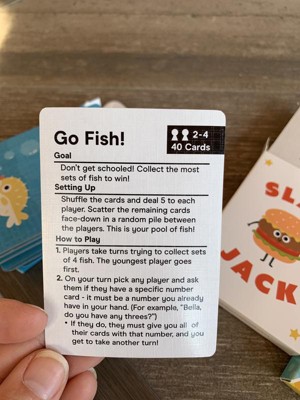 Go Fish!
2-4
40 Cards
Goal
Don't get schooled! Collect the most
sets of fish to win!
Setting Up
Shuffle the cards and deal 5 to each
player. Scatter the remaining cards
face-down in a random pile between
the players. This is your pool of fish!
How to Play
1. Players take turns trying to collect sets
of 4 fish. The youngest player goes
first.
2. On your turn pick any player and ask
them if they have a specific number
card - it must be a number you already
have in your hand. (For example, "Bella,
do you have any threes?")
• If they do, they must give you all of
their cards with that number, and you
get to take another turn!
JACK